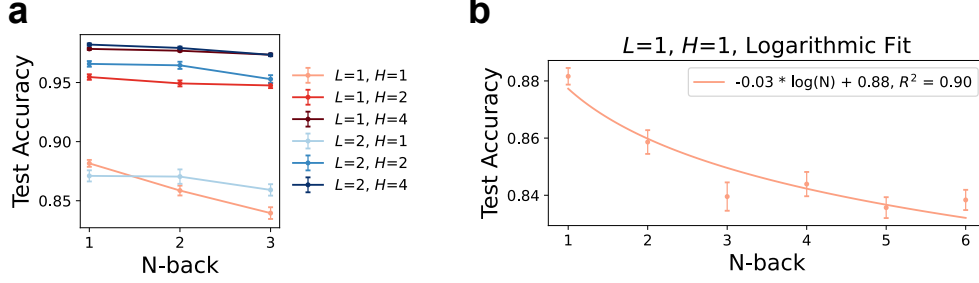 a
Test Accuracy
0.95
0.90
0.85
1 2 3
N-back
L=1, H=1
L=1, H=2
L=1, H=4
L=2, H=1
L=2, H=2
L=2, H=4
b
L=1, H=1, Logarithmic Fit
-0.03 * log(N) + 0.88, R² = 0.90
Test Accuracy
0.88
0.86
0.84
1 2 3 4 5 6
N-back